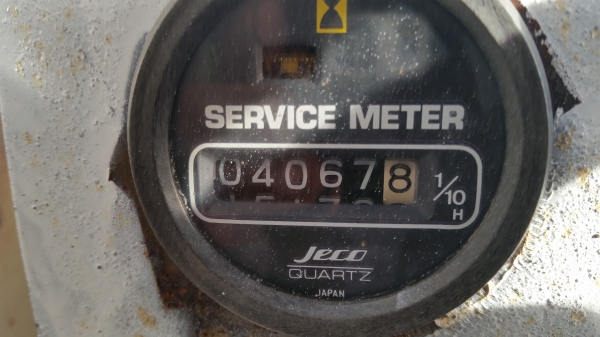 SERVICE METER
040678 1/10
H
Jeco
QUARTZ
JAPAN